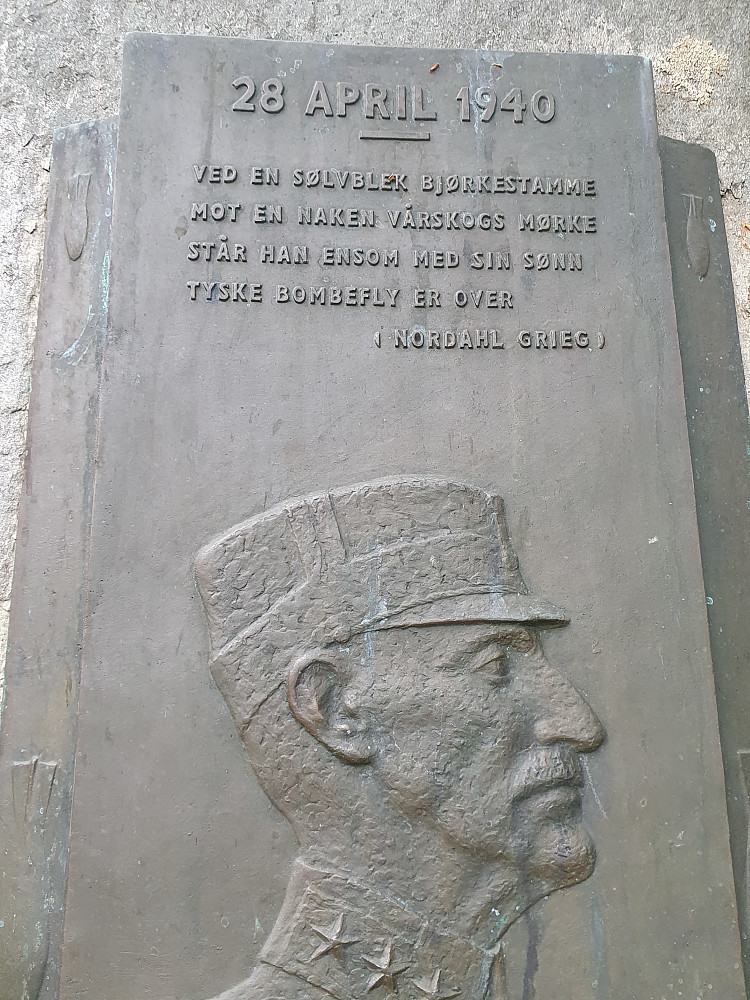 28 APRIL 1940
VED EN SØLVBLEK BJØRKESTAMME
MOT EN NAKEN VÅRSKOGS MØRKE
STÅR HAN ENSOM MED SIN SØNN
TYSKE BOMBEFLY ER OVER
(NORDAHL GRIEG)